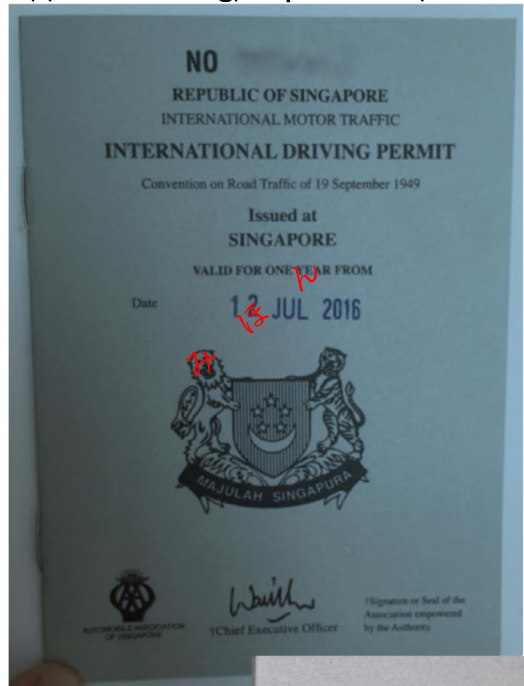 NO
REPUBLIC OF SINGAPORE
INTERNATIONAL MOTOR TRAFFIC
INTERNATIONAL DRIVING PERMIT
Convention on Road Traffic of 19 September 1949
Issued at
SINGAPORE
VALID FOR ONE YEAR FROM
Date 12 JUL 2016
MAJULAH SINGAPURA
AUTOMOBILE ASSOCIATION
OF SINGAPORE
†Chief Executive Officer
†Signature or Seal of the
Association empowered
by the Authority.